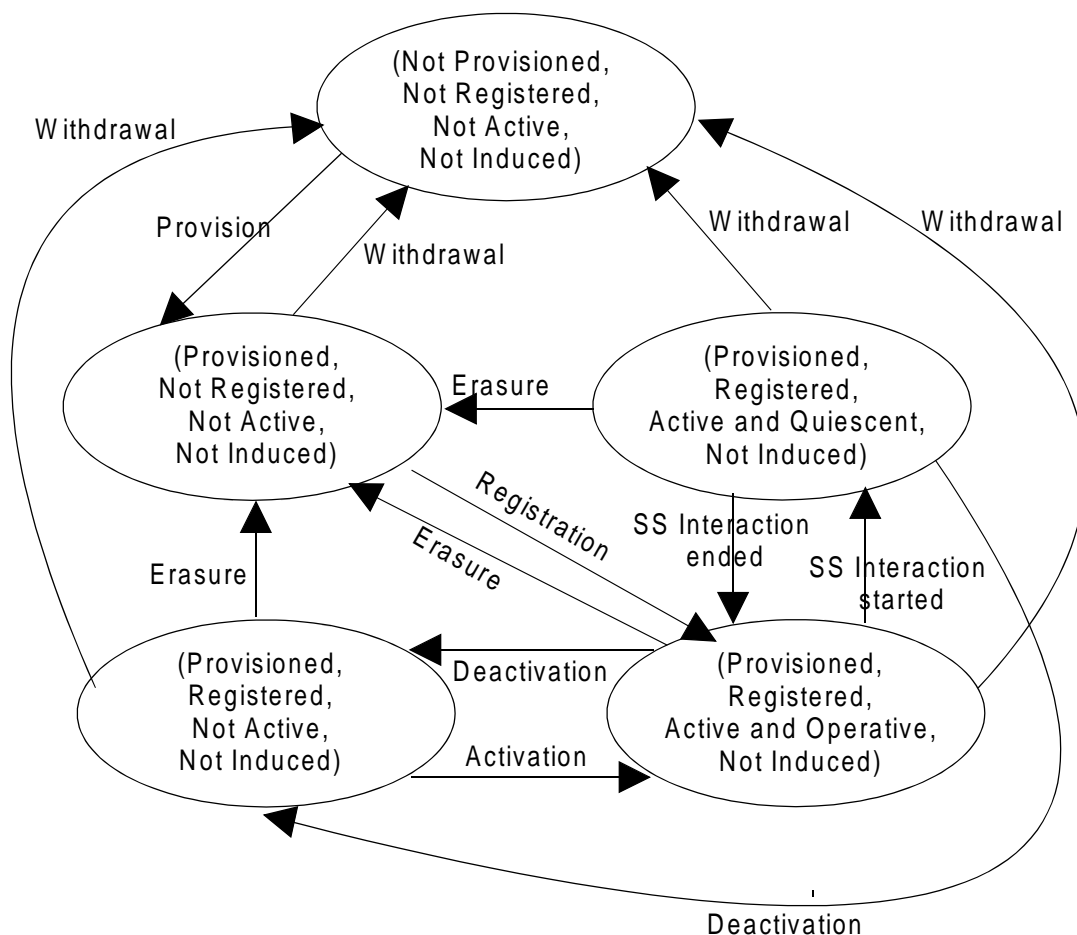 (Not Provisioned,
Not Registered,
Not Active,
Not Induced)
Withdrawal
Provision
Withdrawal
Withdrawal
Withdrawal
(Provisioned,
Not Registered,
Not Active,
Not Induced)
Erasure
(Provisioned,
Registered,
Active and Quiescent,
Not Induced)
Registration
Erasure
SS Interaction
ended
SS Interaction
started
Erasure
(Provisioned,
Registered,
Not Active,
Not Induced)
Deactivation
Activation
(Provisioned,
Registered,
Active and Operative,
Not Induced)
Deactivation